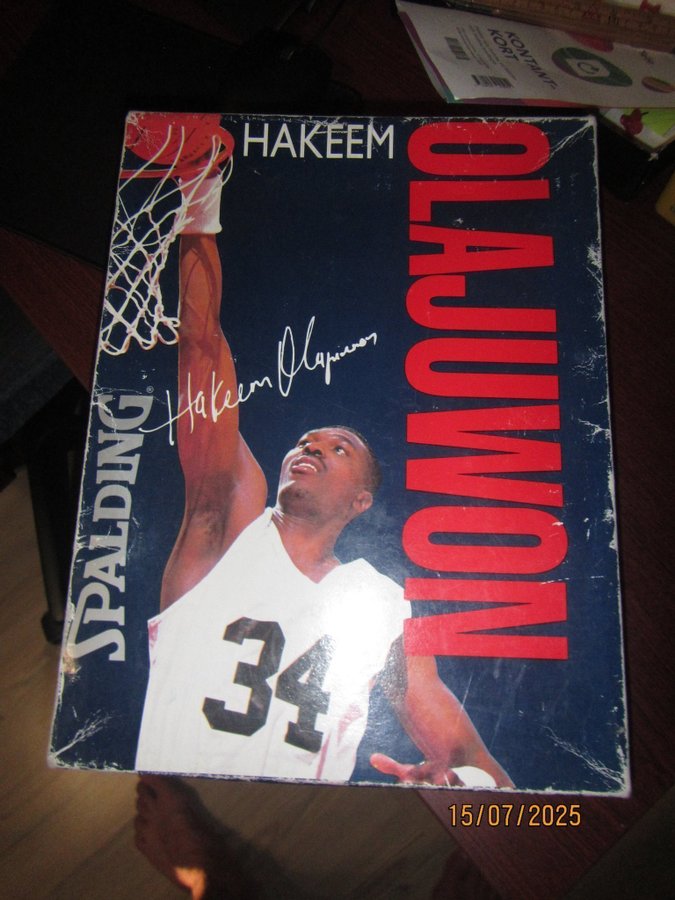 KONTANT-
KORT
HAKEEM
OLAJUWON
Hakeem Olajuwon
SPALDING®
34
15/07/2025